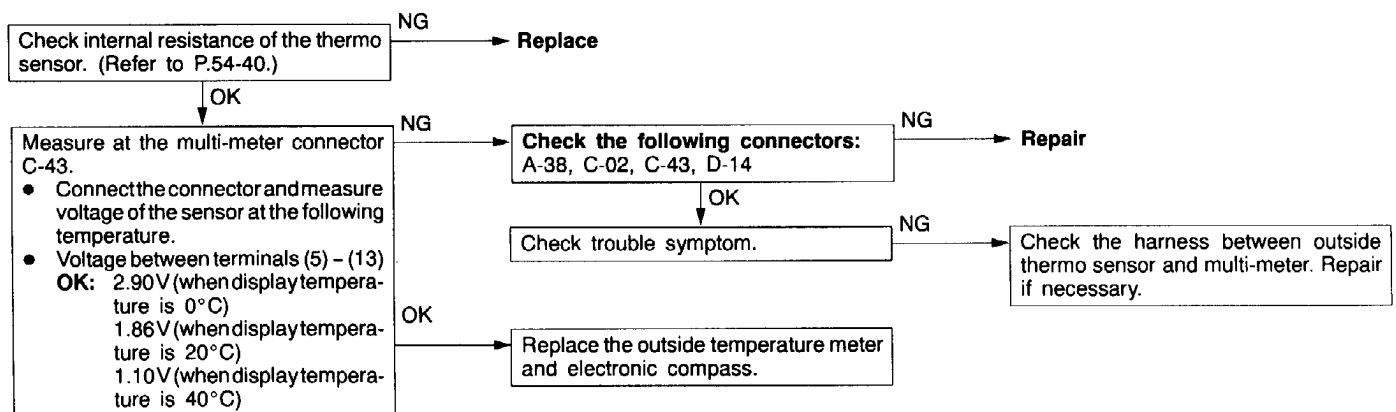 NG
Check internal resistance of the thermo
sensor. (Refer to P.54-40.)
Replace
OK
Measure at the multi-meter connector
C-43.
● Connect the connector and measure
voltage of the sensor at the following
temperature.
● Voltage between terminals (5) – (13)
OK: 2.90V (when display tempera-
ture is 0°C)
1.86V (when display tempera-
ture is 20°C)
1.10V (when display tempera-
ture is 40°C)
NG
Check the following connectors:
A-38, C-02, C-43, D-14
NG
Repair
OK
Check trouble symptom.
NG
Check the harness between outside
thermo sensor and multi-meter. Repair
if necessary.
OK
Replace the outside temperature meter
and electronic compass.